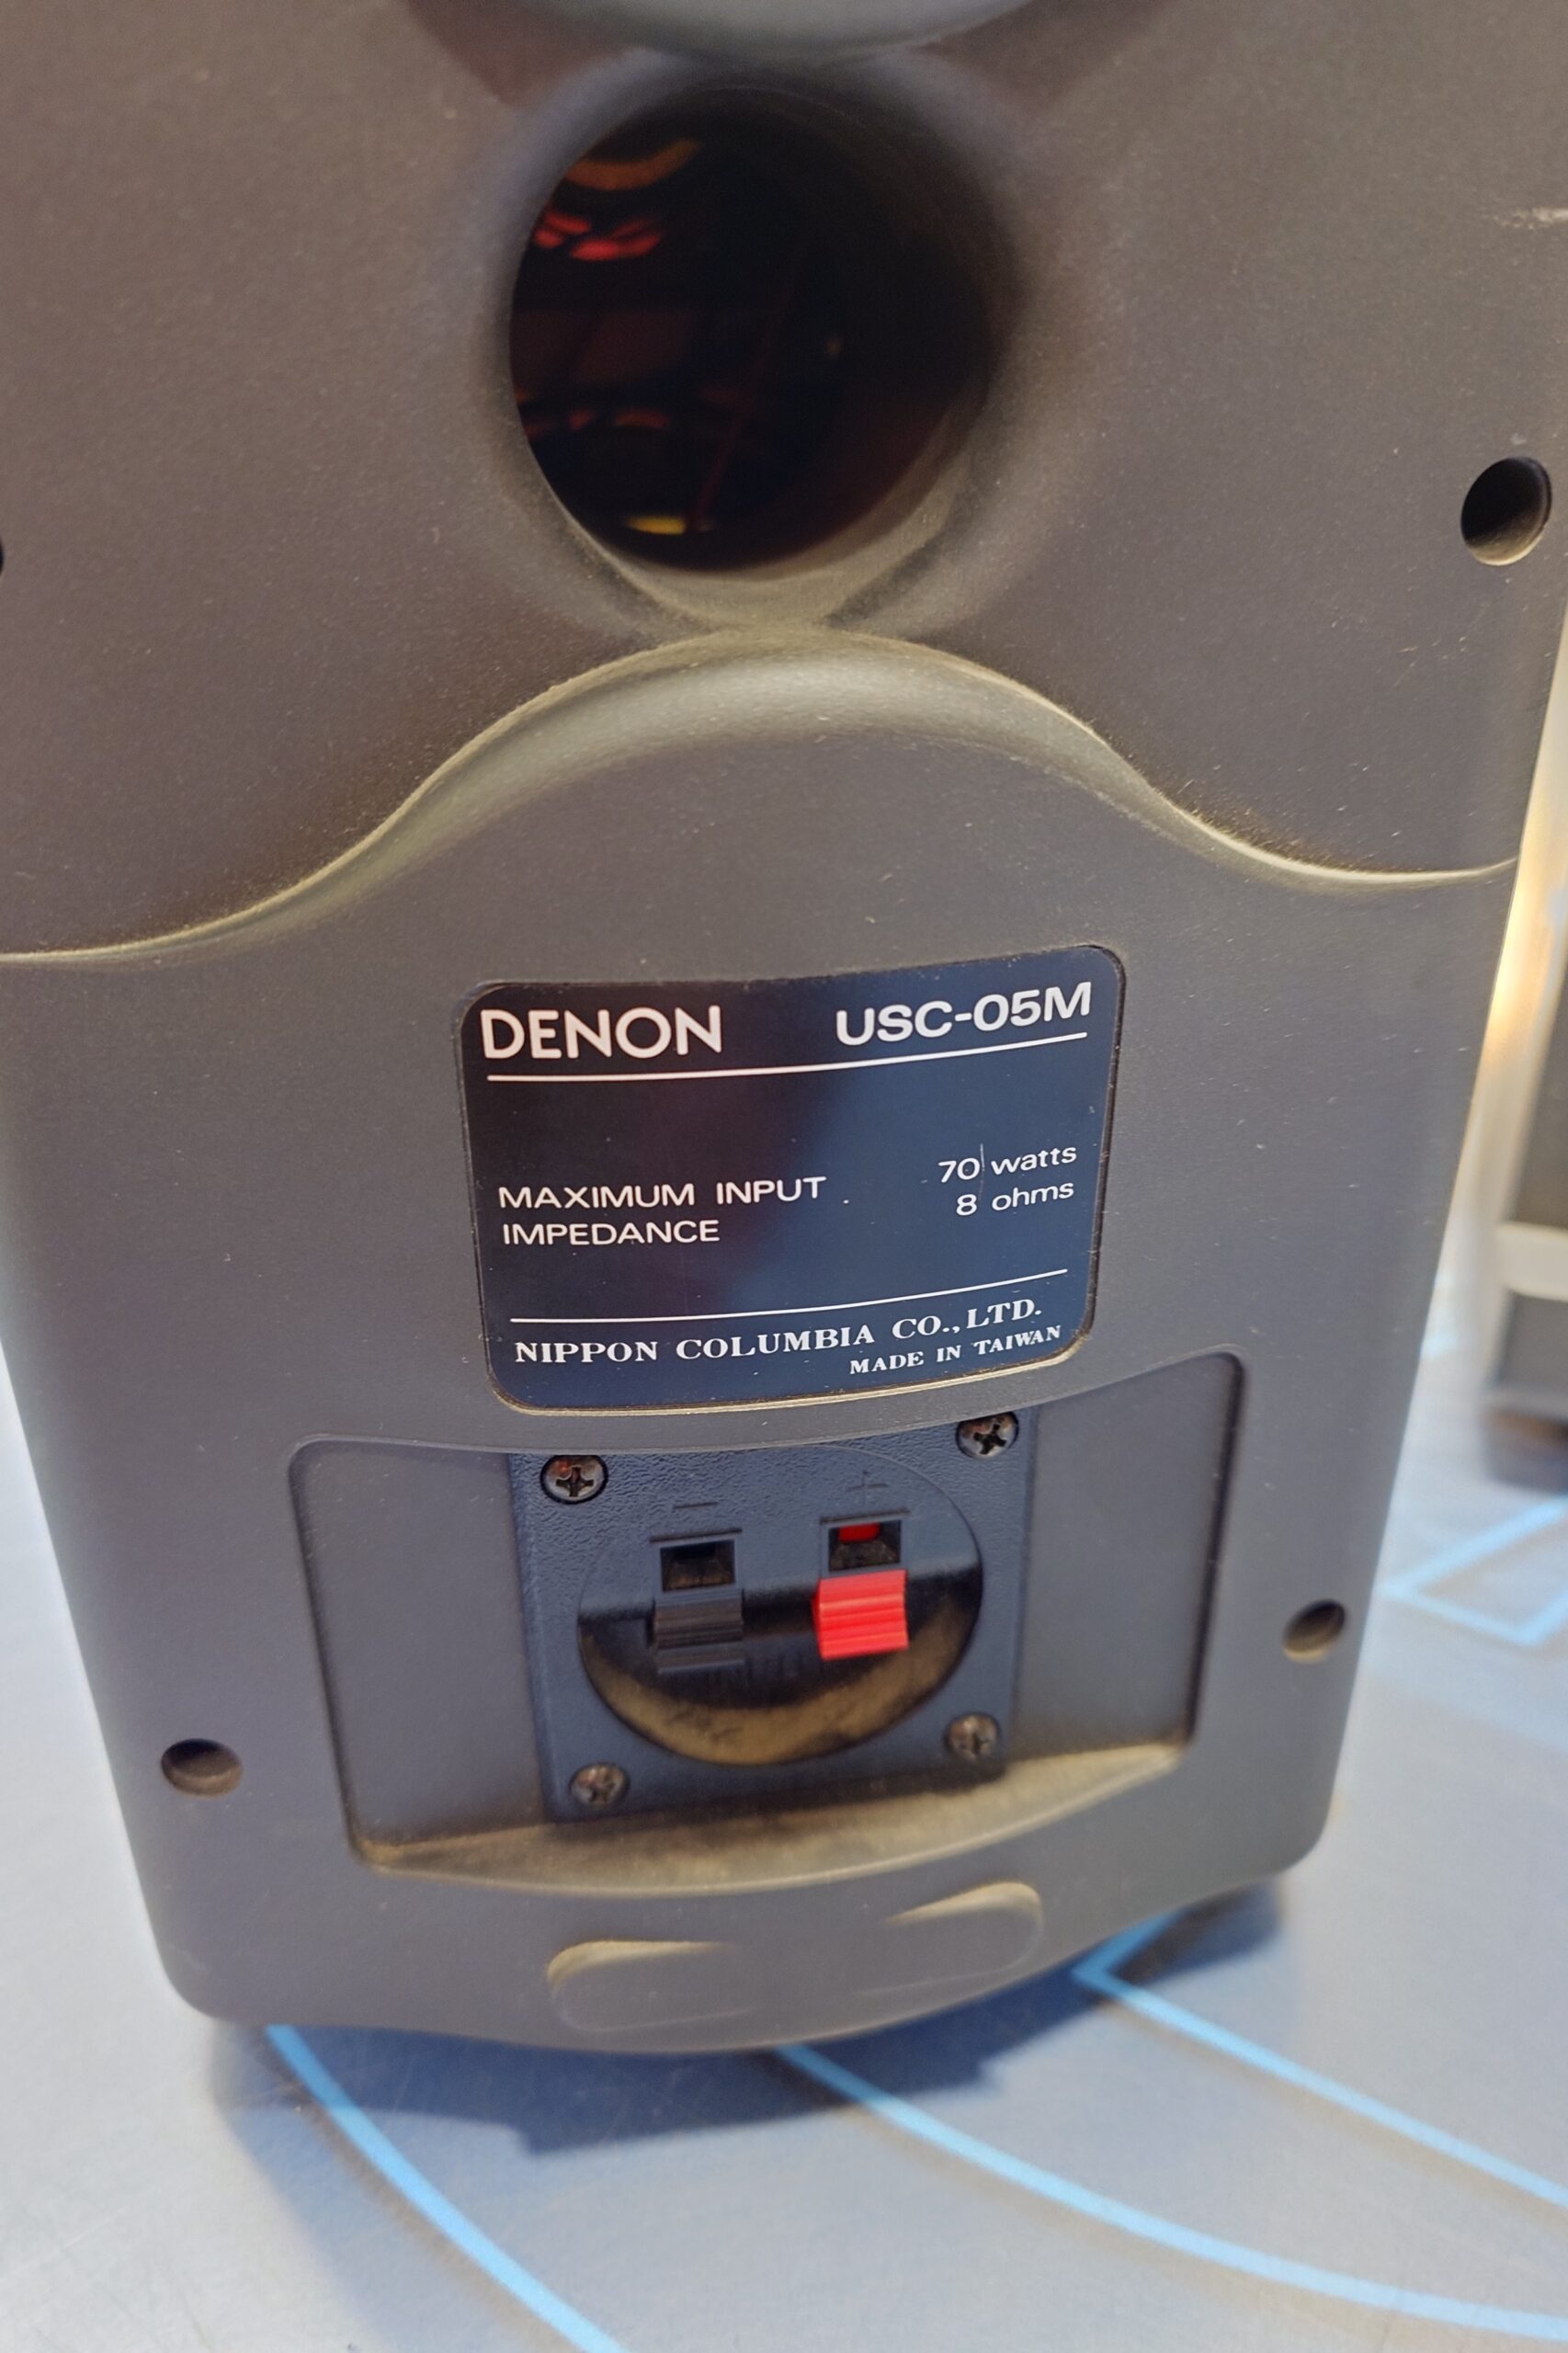 DENON USC-05M
MAXIMUM INPUT 70 watts
IMPEDANCE 8 ohms
NIPPON COLUMBIA CO., LTD.
MADE IN TAIWAN
− +